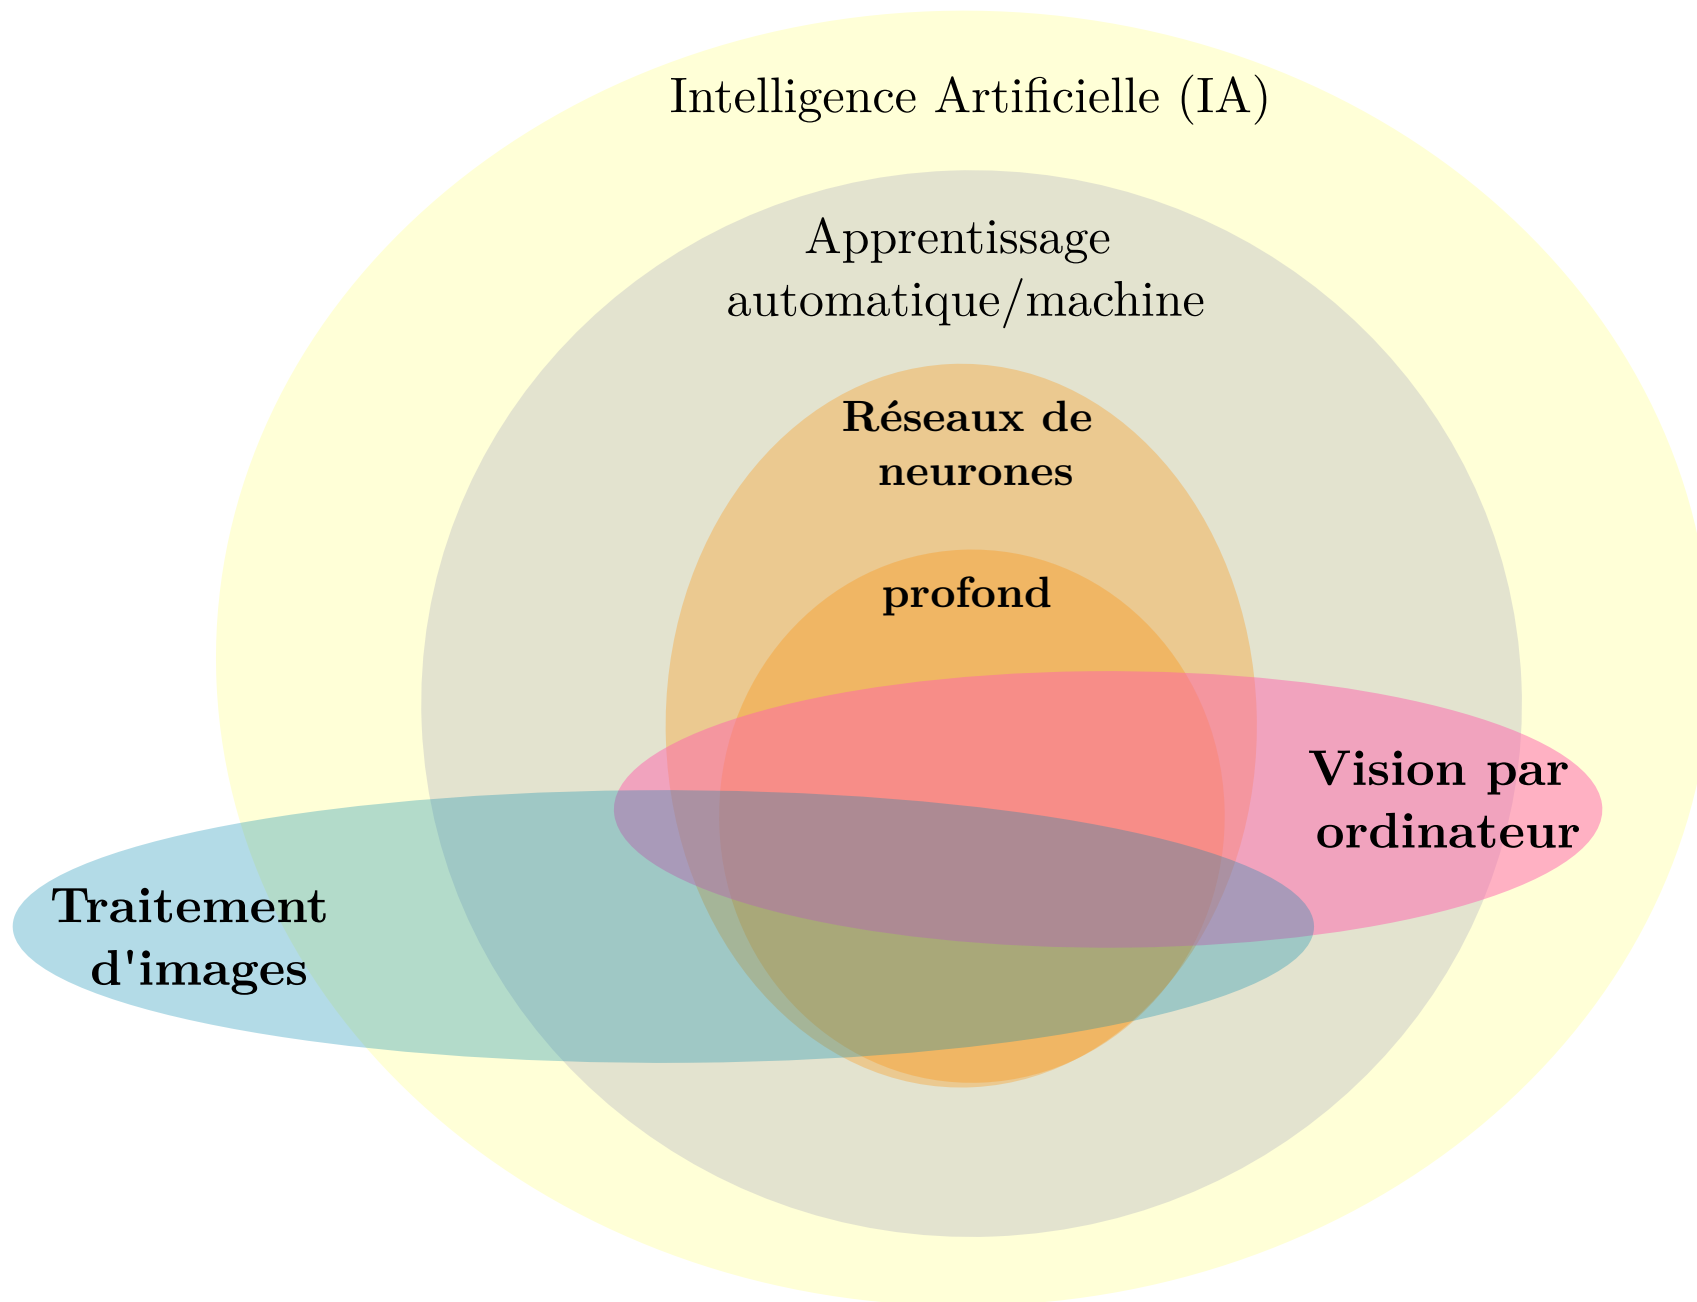 Intelligence Artificielle (IA)
Apprentissage
automatique/machine
Réseaux de
neurones
profond
Vision par
ordinateur
Traitement
d'images